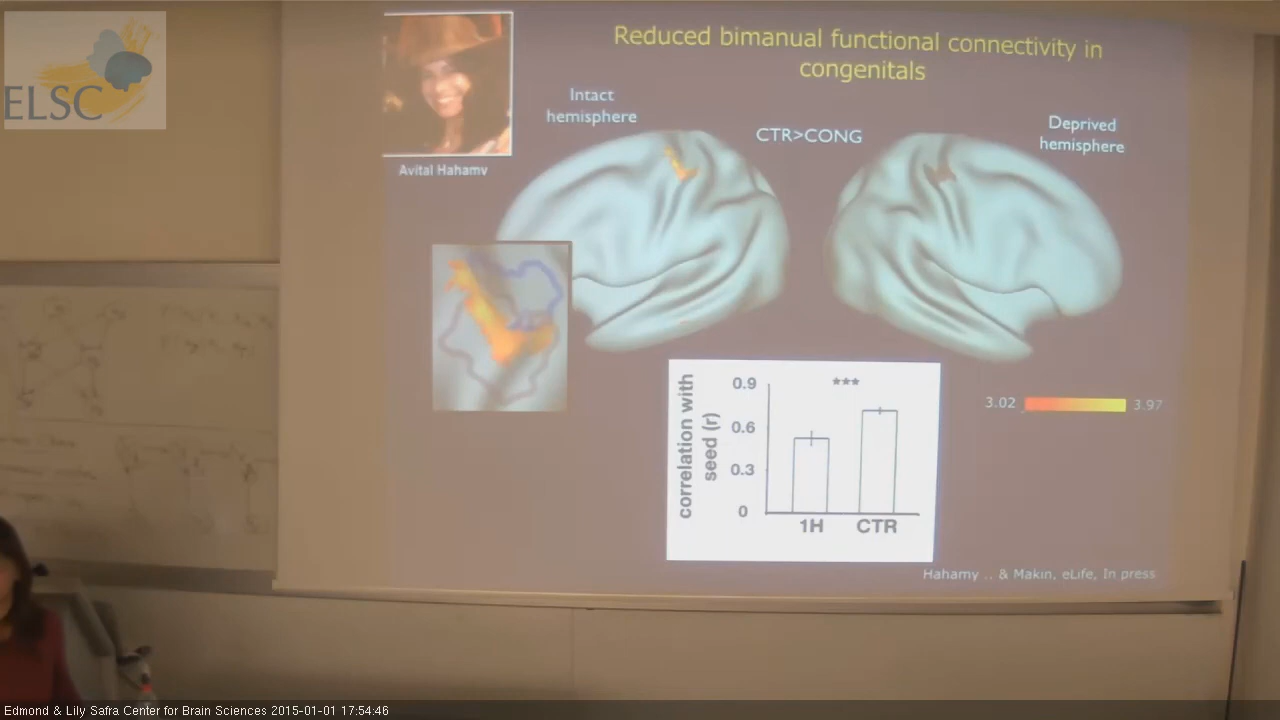 ELSC
Reduced bimanual functional connectivity in
congenitals
Intact
hemisphere
CTR>CONG
Deprived
hemisphere
Avital Hahamy
3.02
3.97
correlation with
seed (r)
0.9
0.6
0.3
0
***
1H
CTR
Hahamy .. & Makin, eLife, In press
Edmond & Lily Safra Center for Brain Sciences 2015-01-01 17:54:46